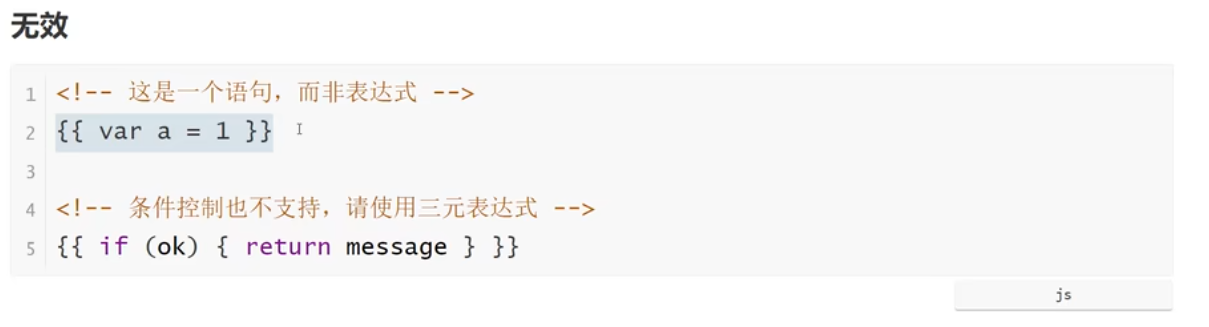 无效
1 <!-- 这是一个语句，而非表达式 -->
2 {{ var a = 1 }}
3
4 <!-- 条件控制也不支持，请使用三元表达式 -->
5 {{ if (ok) { return message } }}
js